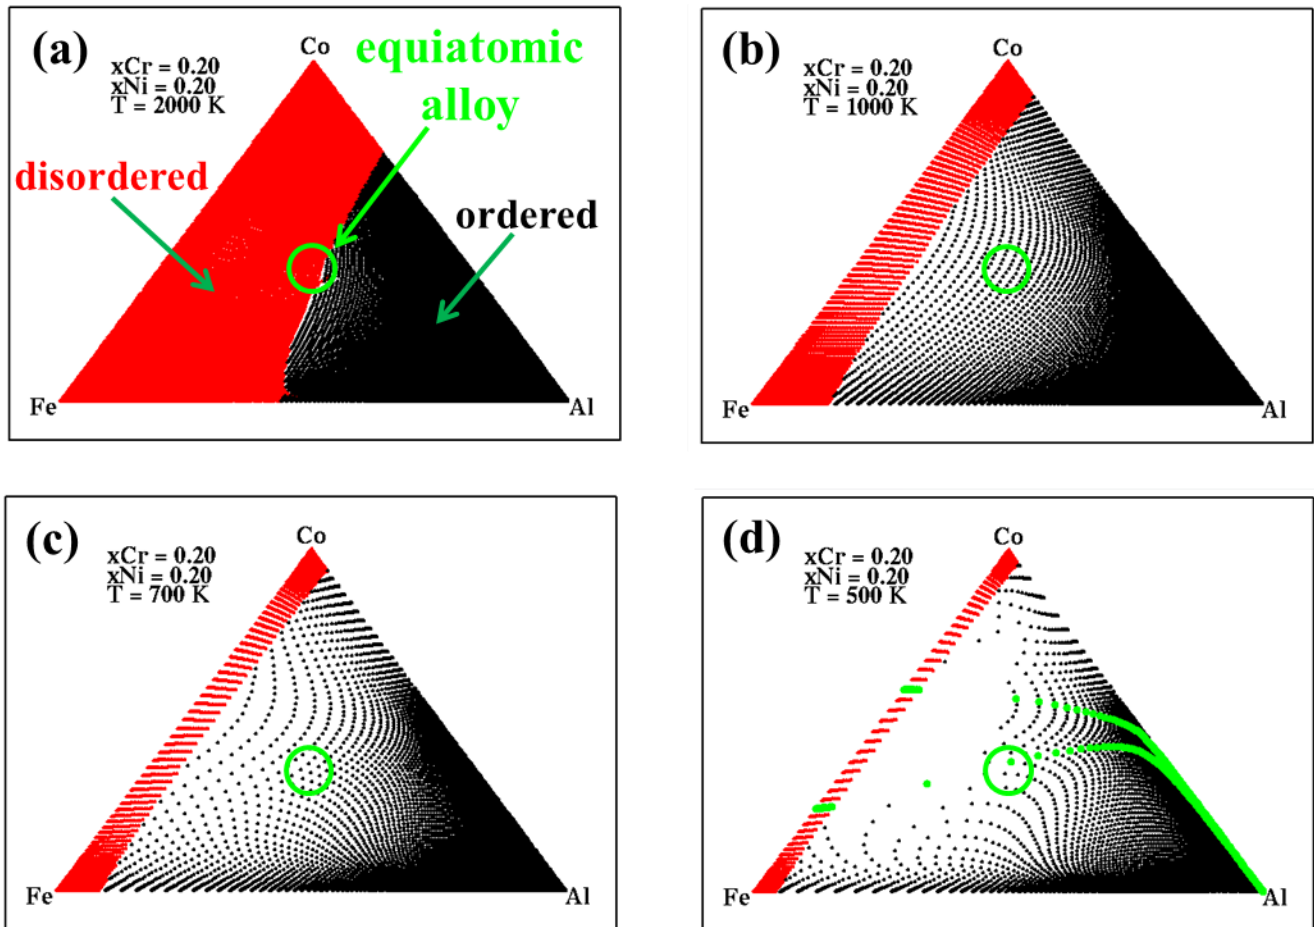 (a)
Co
equiatomic
alloy
xCr = 0.20
xNi = 0.20
T = 2000 K
disordered
ordered
Fe
Al
(b)
Co
xCr = 0.20
xNi = 0.20
T = 1000 K
Fe
Al
(c)
Co
xCr = 0.20
xNi = 0.20
T = 700 K
Fe
Al
(d)
Co
xCr = 0.20
xNi = 0.20
T = 500 K
Fe
Al